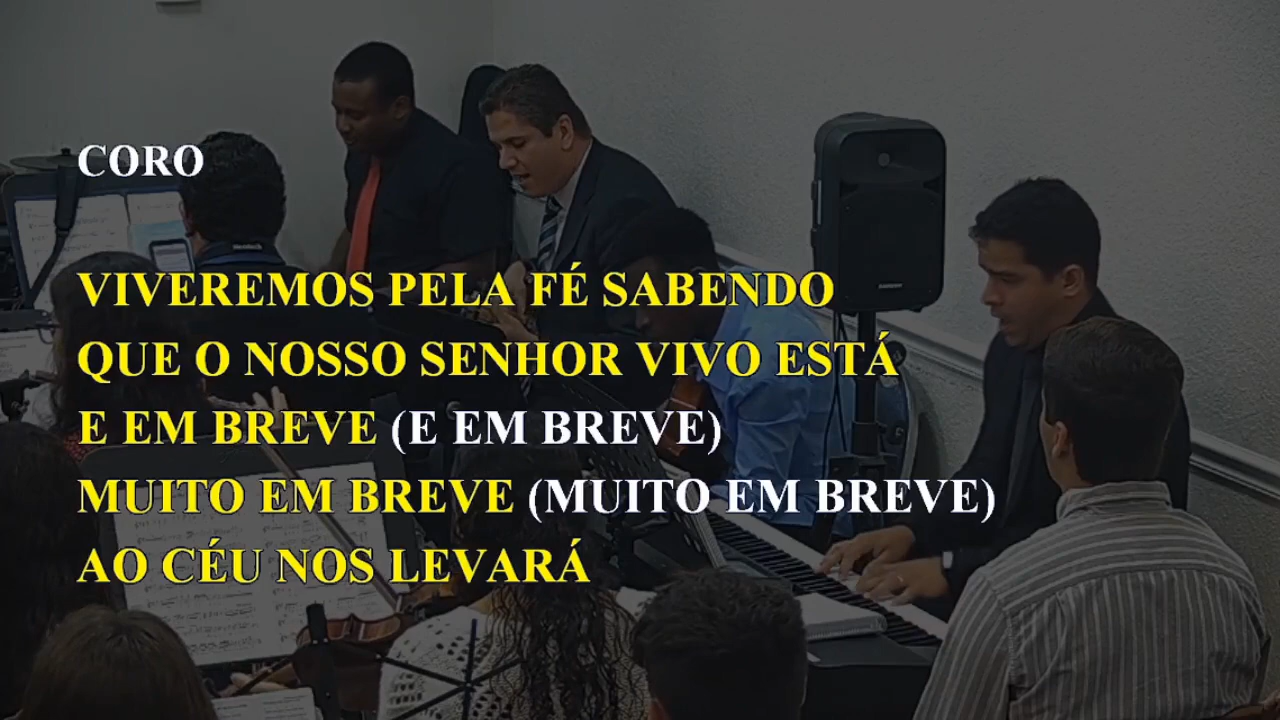 CORO
VIVEREMOS PELA FÉ SABENDO
QUE O NOSSO SENHOR VIVO ESTÁ
E EM BREVE (E EM BREVE)
MUITO EM BREVE (MUITO EM BREVE)
AO CÉU NOS LEVARÁ